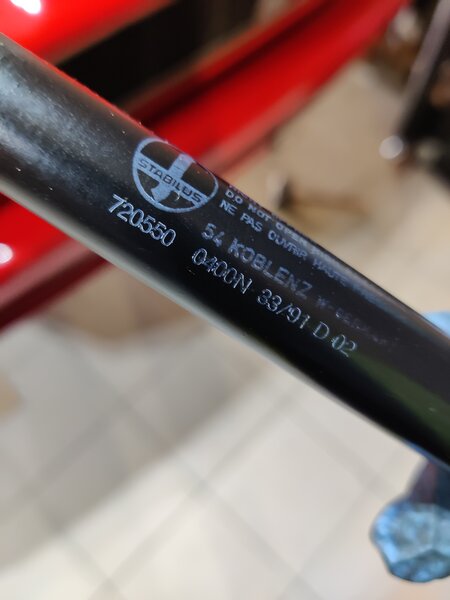 STABILUS
DO NOT OPEN
NE PAS OUVRIR
54 KOBLENZ
720550 0400N 33/91 D 02